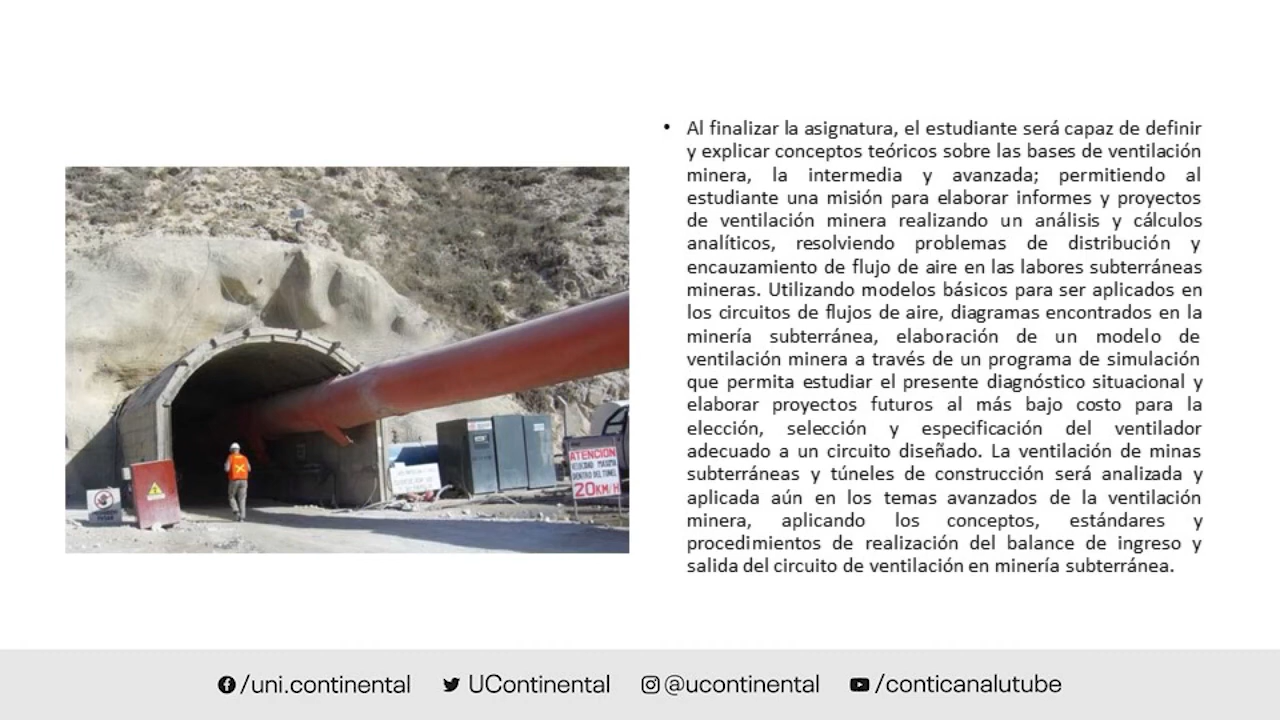 • Al finalizar la asignatura, el estudiante será capaz de definir
y explicar conceptos teóricos sobre las bases de ventilación
minera, la intermedia y avanzada; permitiendo al
estudiante una misión para elaborar informes y proyectos
de ventilación minera realizando un análisis y cálculos
analíticos, resolviendo problemas de distribución y
encauzamiento de flujo de aire en las labores subterráneas
mineras. Utilizando modelos básicos para ser aplicados en
los circuitos de flujos de aire, diagramas encontrados en la
minería subterránea, elaboración de un modelo de
ventilación minera a través de un programa de simulación
que permita estudiar el presente diagnóstico situacional y
elaborar proyectos futuros al más bajo costo para la
elección, selección y especificación del ventilador
adecuado a un circuito diseñado. La ventilación de minas
subterráneas y túneles de construcción será analizada y
aplicada aún en los temas avanzados de la ventilación
minera, aplicando los conceptos, estándares y
procedimientos de realización del balance de ingreso y
salida del circuito de ventilación en minería subterránea.
ATENCION
VELOCIDAD MAXIMA
DENTRO DEL TUNEL
20KM/H
/uni.continental UContinental @ucontinental /conticanalutube